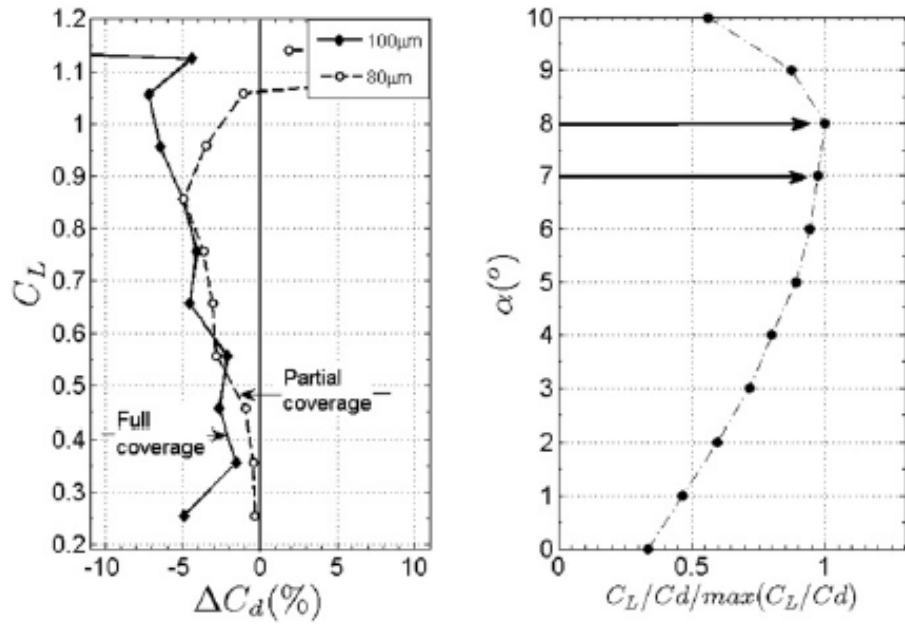 1.2
1.1
1
0.9
0.8
0.7
0.6
0.5
0.4
0.3
0.2
C_L
100μm
80μm
Partial
coverage
Full
coverage
-10 -5 0 5 10
ΔC_d(%)
10
9
8
7
6
5
4
3
2
1
0
α(°)
0 0.5 1
C_L/Cd/max(C_L/Cd)